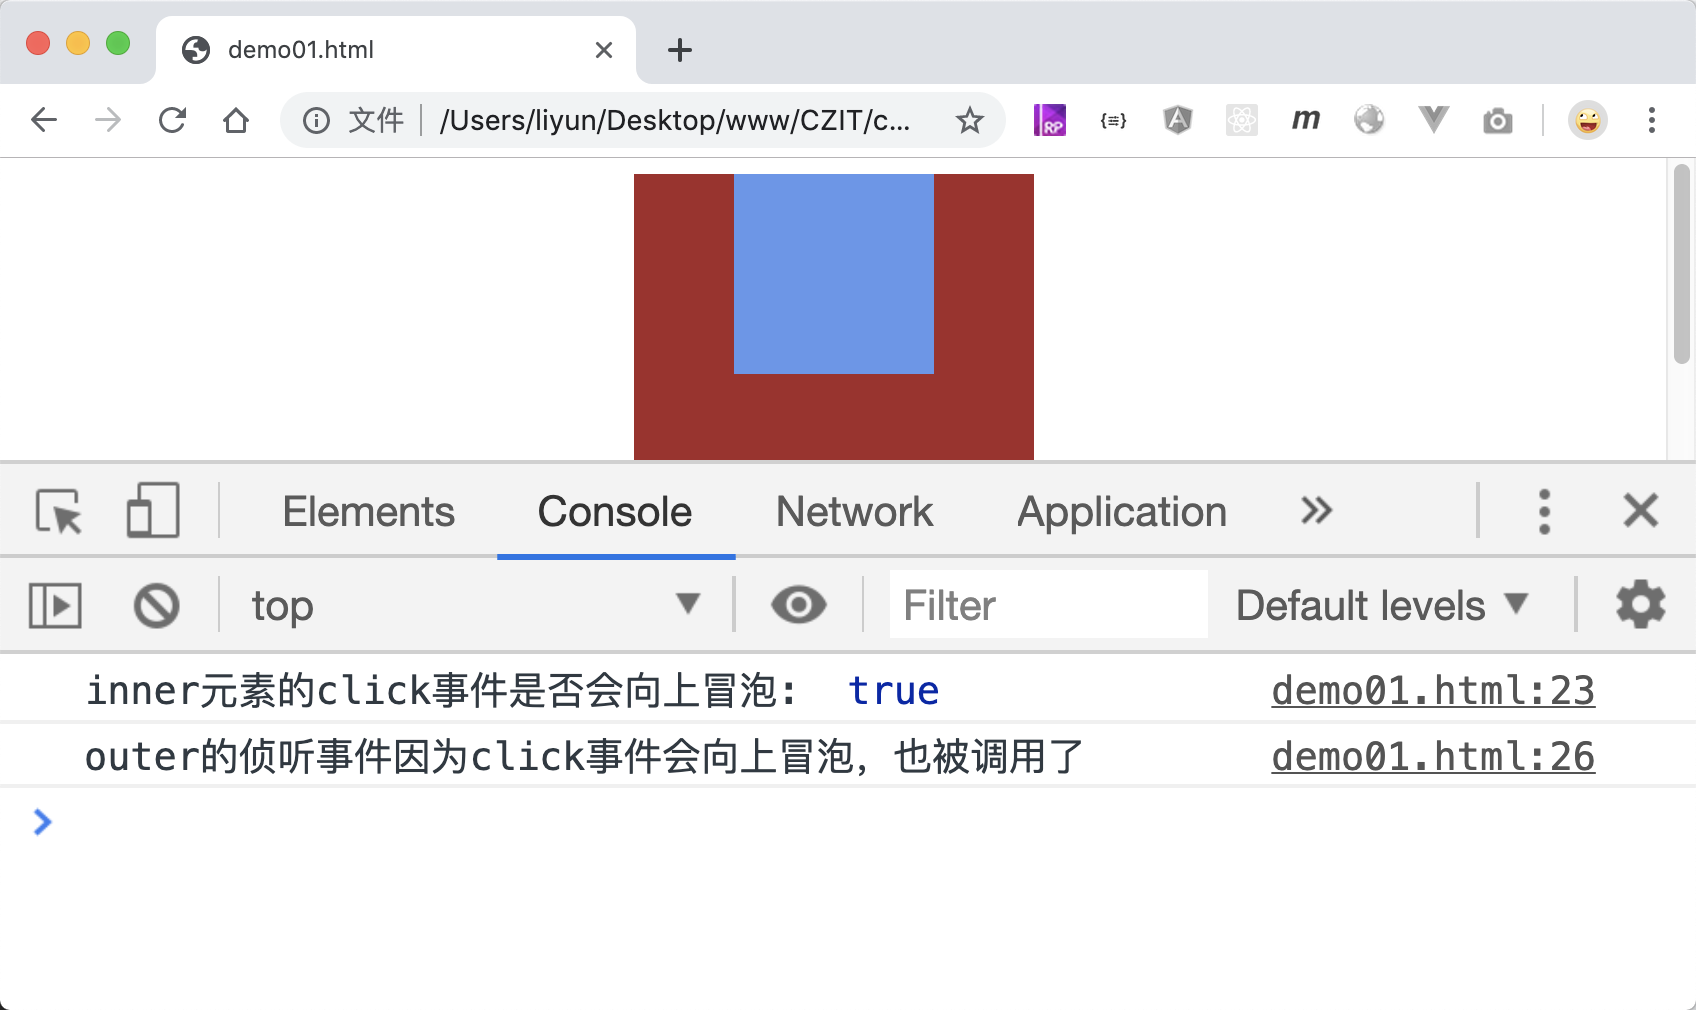 demo01.html
文件 /Users/liyun/Desktop/www/CZIT/c...
RP {≡} A m
Elements Console Network Application
top Filter Default levels
inner元素的click事件是否会向上冒泡： true demo01.html:23
outer的侦听事件因为click事件会向上冒泡，也被调用了 demo01.html:26